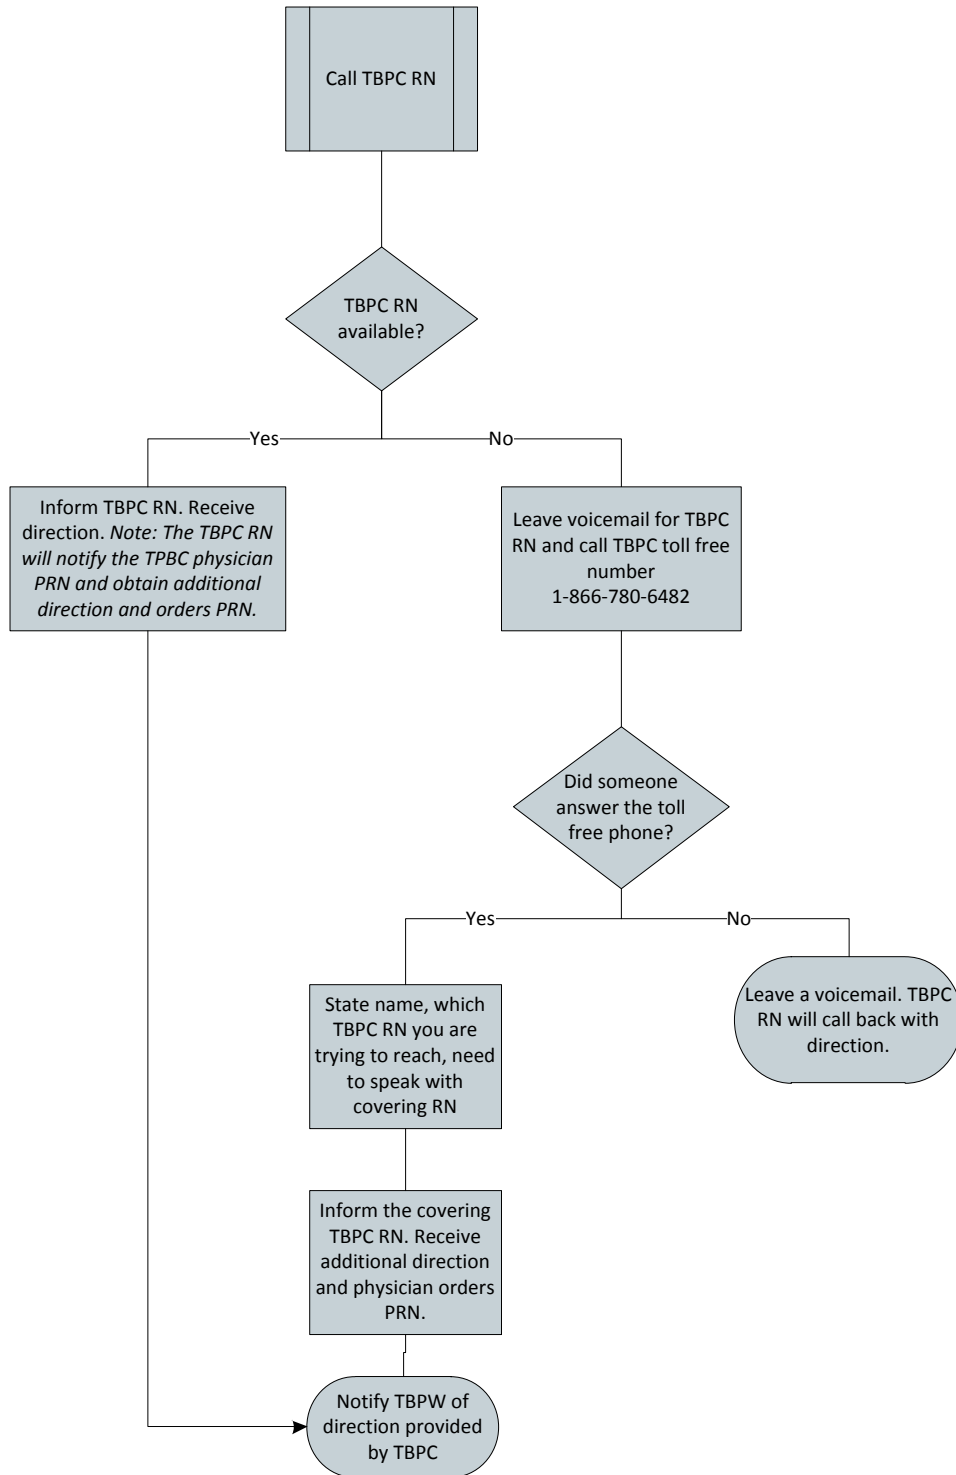 Call TBPC RN
TBPC RN
available?
Yes
No
Inform TBPC RN. Receive
direction. Note: The TBPC RN
will notify the TPBC physician
PRN and obtain additional
direction and orders PRN.
Leave voicemail for TBPC
RN and call TBPC toll free
number
1-866-780-6482
Did someone
answer the toll
free phone?
Yes
No
State name, which
TBPC RN you are
trying to reach, need
to speak with
covering RN
Leave a voicemail. TBPC
RN will call back with
direction.
Inform the covering
TBPC RN. Receive
additional direction
and physician orders
PRN.
Notify TBPW of
direction provided
by TBPC